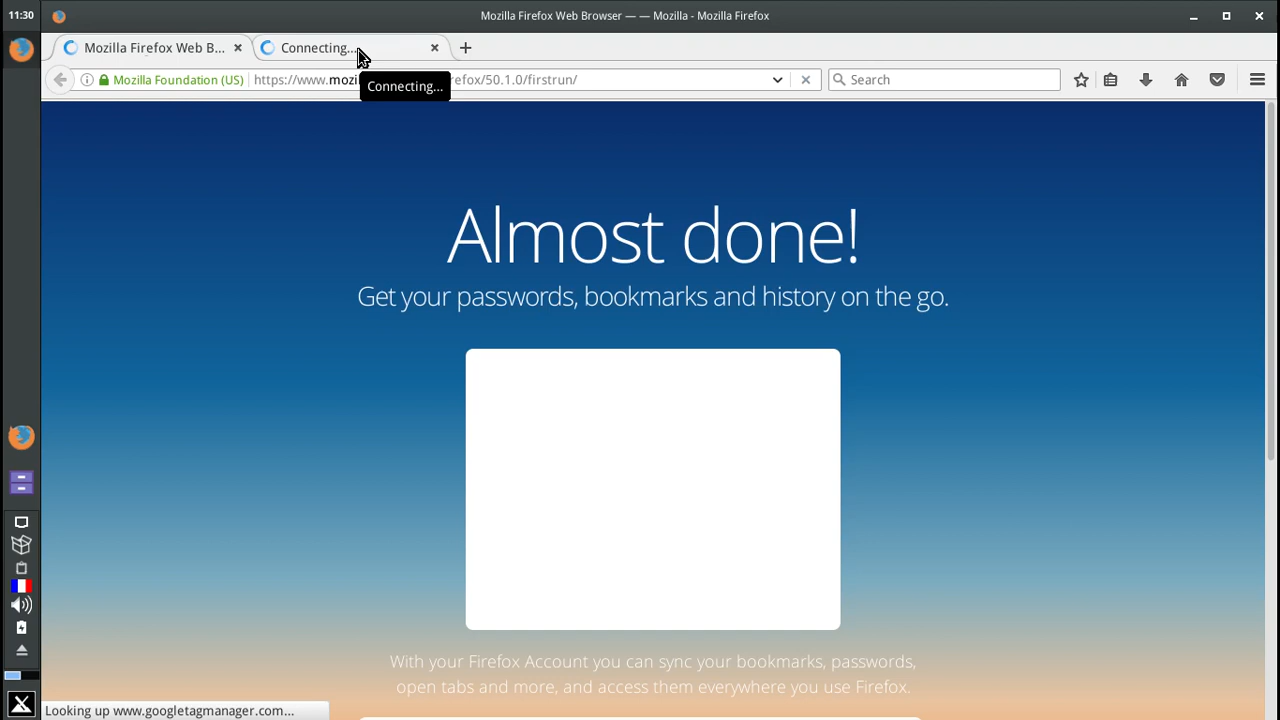 11:30
Mozilla Firefox Web Browser — — Mozilla - Mozilla Firefox
Mozilla Firefox Web B...
Connecting...
Mozilla Foundation (US)
https://www.mozi
refox/50.1.0/firstrun/
Search
Connecting...
Almost done!
Get your passwords, bookmarks and history on the go.
With your Firefox Account you can sync your bookmarks, passwords,
open tabs and more, and access them everywhere you use Firefox.
Looking up www.googletagmanager.com...